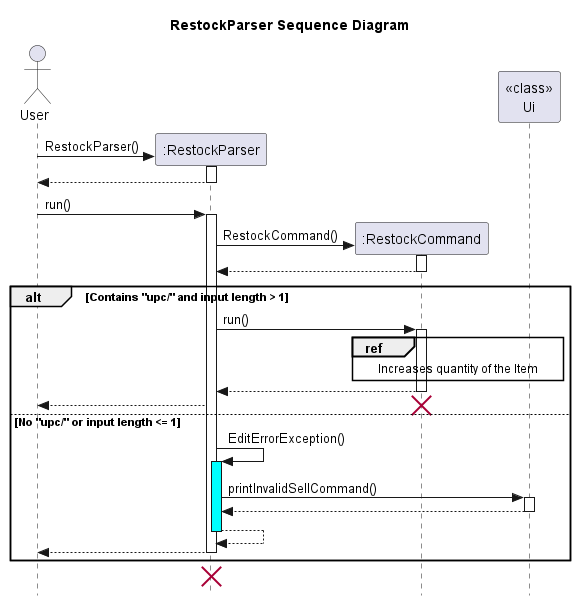 RestockParser Sequence Diagram
User
«class»
Ui
RestockParser()
:RestockParser
run()
RestockCommand()
:RestockCommand
alt
[Contains "upc/" and input length > 1]
run()
ref
Increases quantity of the Item
[No "upc/" or input length <= 1]
EditErrorException()
printInvalidSellCommand()